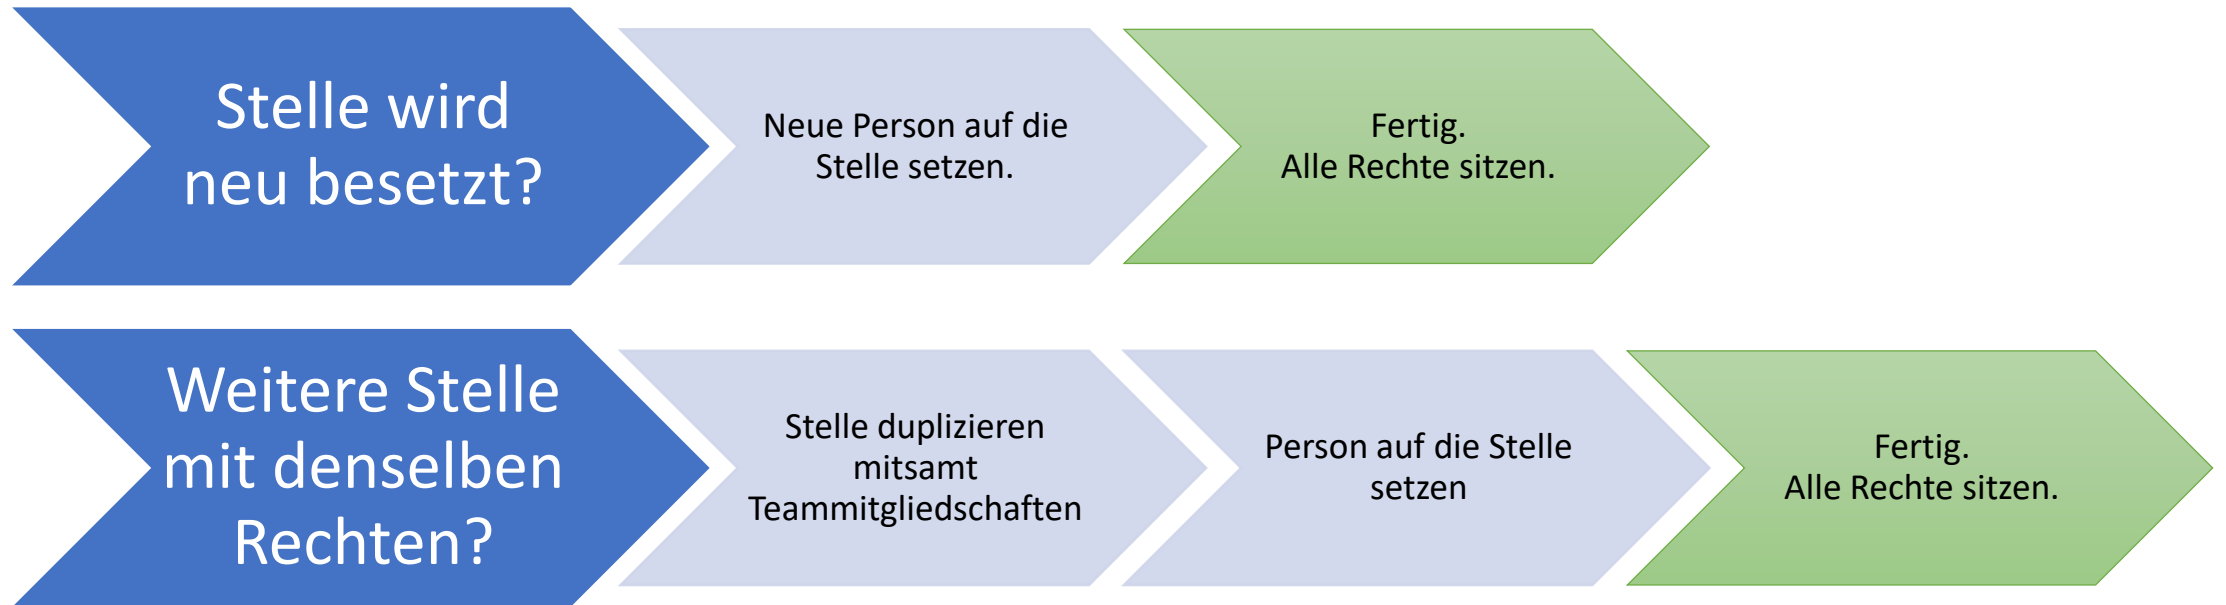 Stelle wird
neu besetzt?
Neue Person auf die
Stelle setzen.
Fertig.
Alle Rechte sitzen.
Weitere Stelle
mit denselben
Rechten?
Stelle duplizieren
mitsamt
Teammitgliedschaften
Person auf die Stelle
setzen
Fertig.
Alle Rechte sitzen.